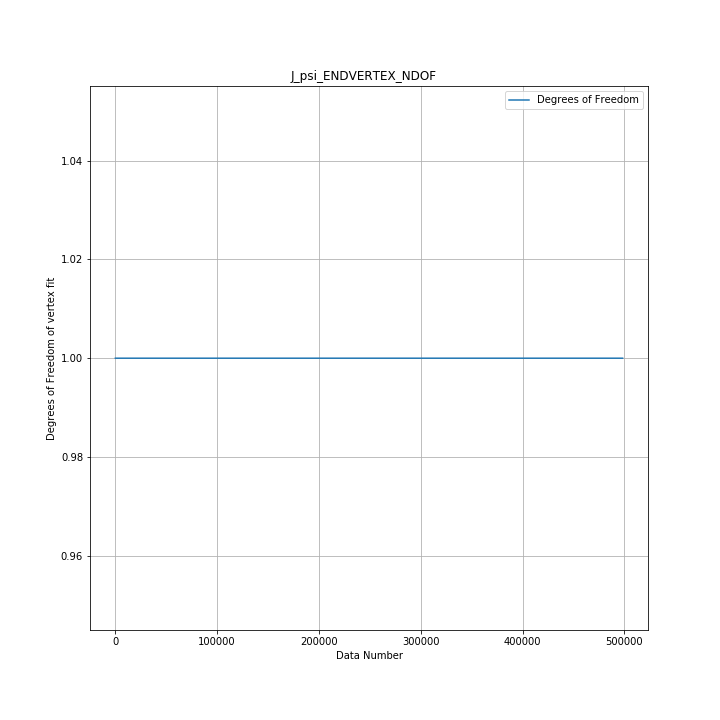 J_psi_ENDVERTEX_NDOF
Degrees of Freedom
Degrees of Freedom of vertex fit
1.04
1.02
1.00
0.98
0.96
0
100000
200000
300000
400000
500000
Data Number